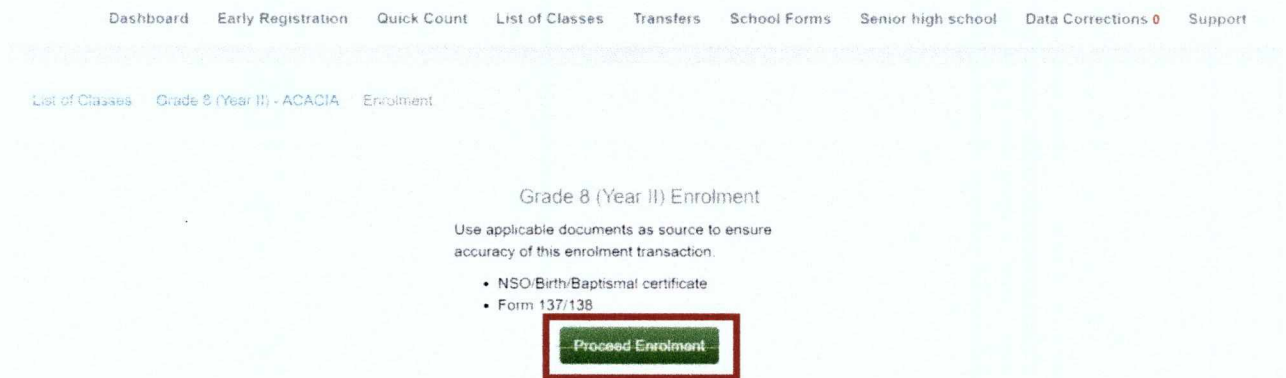 Dashboard Early Registration Quick Count List of Classes Transfers School Forms Senior high school Data Corrections 0 Support
List of Classes Grade 8 (Year II) - ACACIA Enrolment
Grade 8 (Year II) Enrolment
Use applicable documents as source to ensure
accuracy of this enrolment transaction.
• NSO/Birth/Baptismal certificate
• Form 137/138
Proceed Enrolment